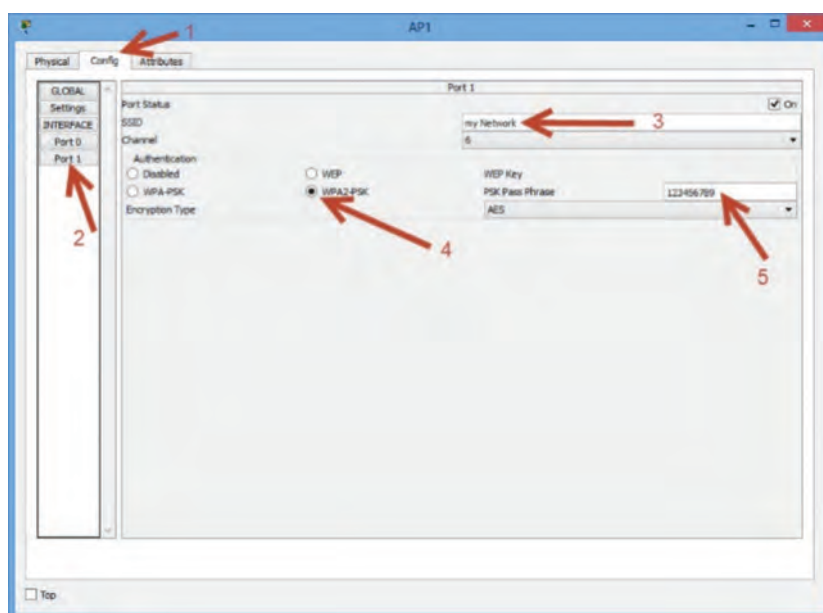 AP1
1
Physical Config Attributes
GLOBAL
Settings
INTERFACE
Port 0
Port 1
2
Port 1
Port Status On
SSID my Network 3
Channel 6
Authentication
Disabled WEP WEP Key
WPA-PSK WPA2-PSK PSK Pass Phrase 123456789
Encryption Type AES
4
5
Top